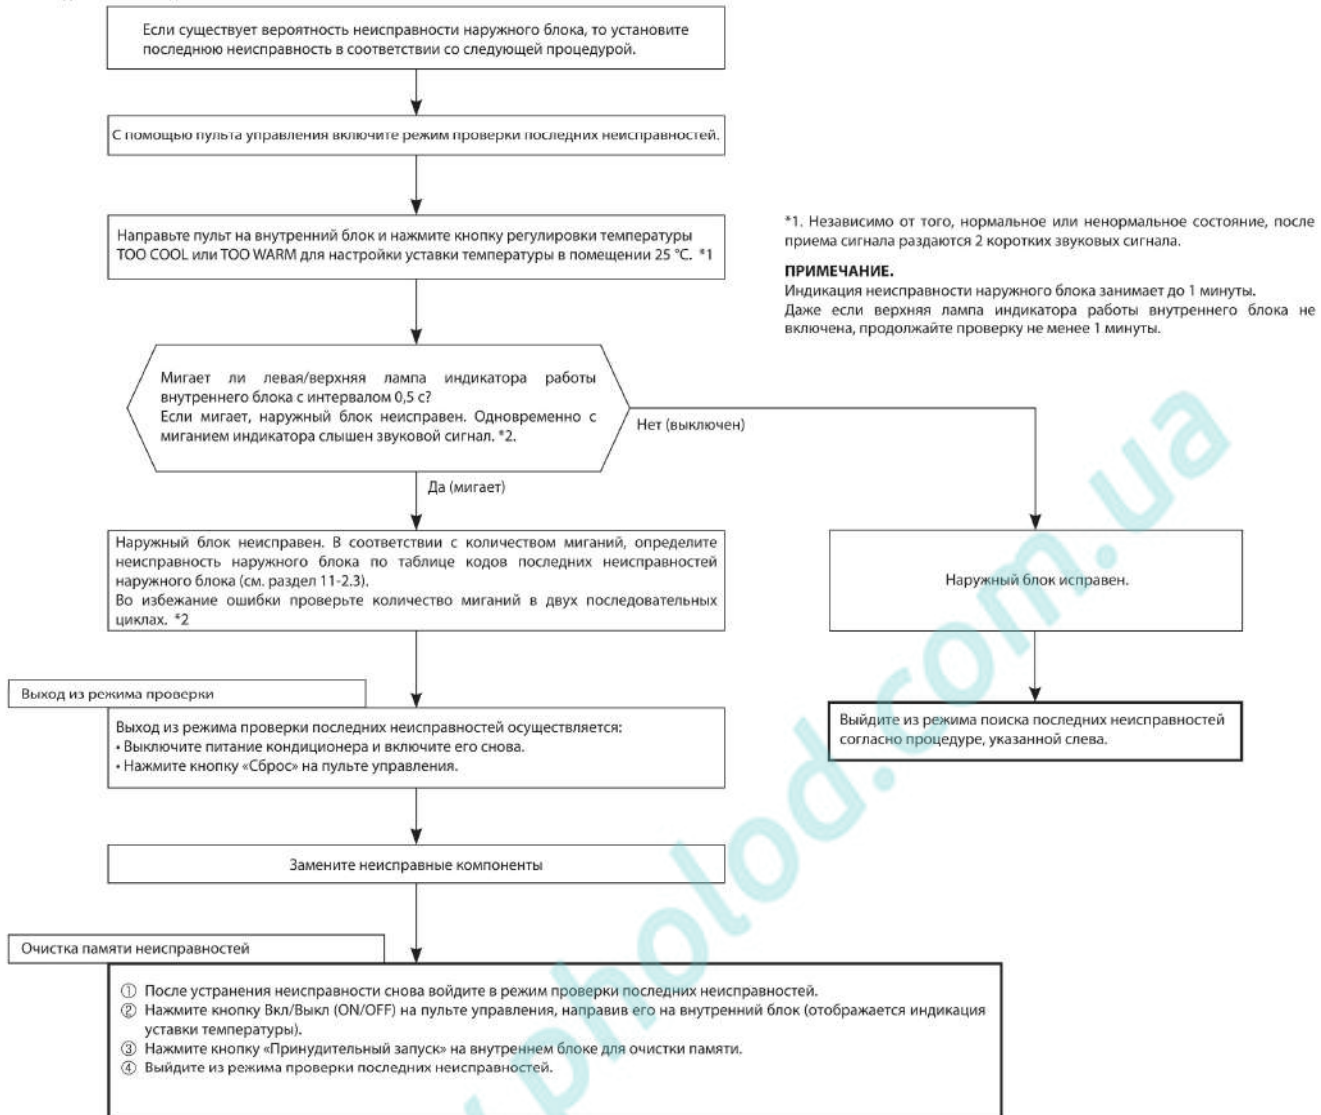 Если существует вероятность неисправности наружного блока, то установите
последнюю неисправность в соответствии со следующей процедурой.
С помощью пульта управления включите режим проверки последних неисправностей.
Направьте пульт на внутренний блок и нажмите кнопку регулировки температуры
TOO COOL или TOO WARM для настройки уставки температуры в помещении 25 °C. *1
*1. Независимо от того, нормальное или ненормальное состояние, после
приема сигнала раздаются 2 коротких звуковых сигнала.
ПРИМЕЧАНИЕ.
Индикация неисправности наружного блока занимает до 1 минуты.
Даже если верхняя лампа индикатора работы внутреннего блока не
включена, продолжайте проверку не менее 1 минуты.
Мигает ли левая/верхняя лампа индикатора работы
внутреннего блока с интервалом 0,5 с?
Если мигает, наружный блок неисправен. Одновременно с
миганием индикатора слышен звуковой сигнал. *2.
Нет (выключен)
Да (мигает)
Наружный блок неисправен. В соответствии с количеством миганий, определите
неисправность наружного блока по таблице кодов последних неисправностей
наружного блока (см. раздел 11-2.3).
Во избежание ошибки проверьте количество миганий в двух последовательных
циклах. *2
Наружный блок исправен.
Выход из режима проверки
Выход из режима проверки последних неисправностей осуществляется:
• Выключите питание кондиционера и включите его снова.
• Нажмите кнопку «Сброс» на пульте управления.
Выйдите из режима поиска последних неисправностей
согласно процедуре, указанной слева.
Замените неисправные компоненты
Очистка памяти неисправностей
① После устранения неисправности снова войдите в режим проверки последних неисправностей.
② Нажмите кнопку Вкл/Выкл (ON/OFF) на пульте управления, направив его на внутренний блок (отображается индикация
уставки температуры).
③ Нажмите кнопку «Принудительный запуск» на внутреннем блоке для очистки памяти.
④ Выйдите из режима проверки последних неисправностей.
pholod.com.ua